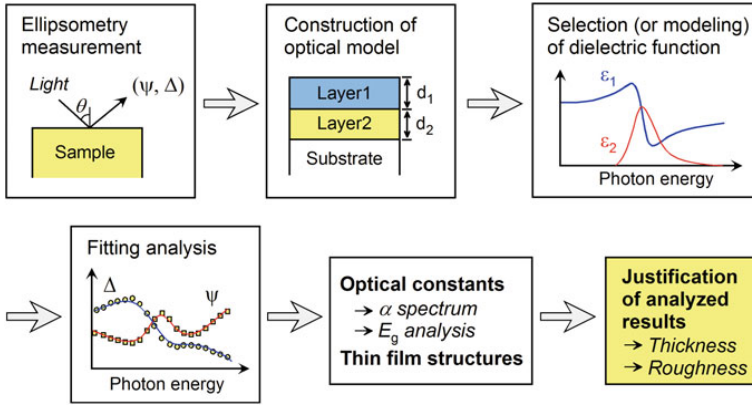 Ellipsometry
measurement
Light
θ
(ψ, Δ)
Sample
Construction of
optical model
Layer1
d₁
Layer2
d₂
Substrate
Selection (or modeling)
of dielectric function
ε₁
ε₂
Photon energy
Fitting analysis
Δ
ψ
Photon energy
Optical constants
→ α spectrum
→ E₉ analysis
Thin film structures
Justification
of analyzed
results
→ Thickness
→ Roughness